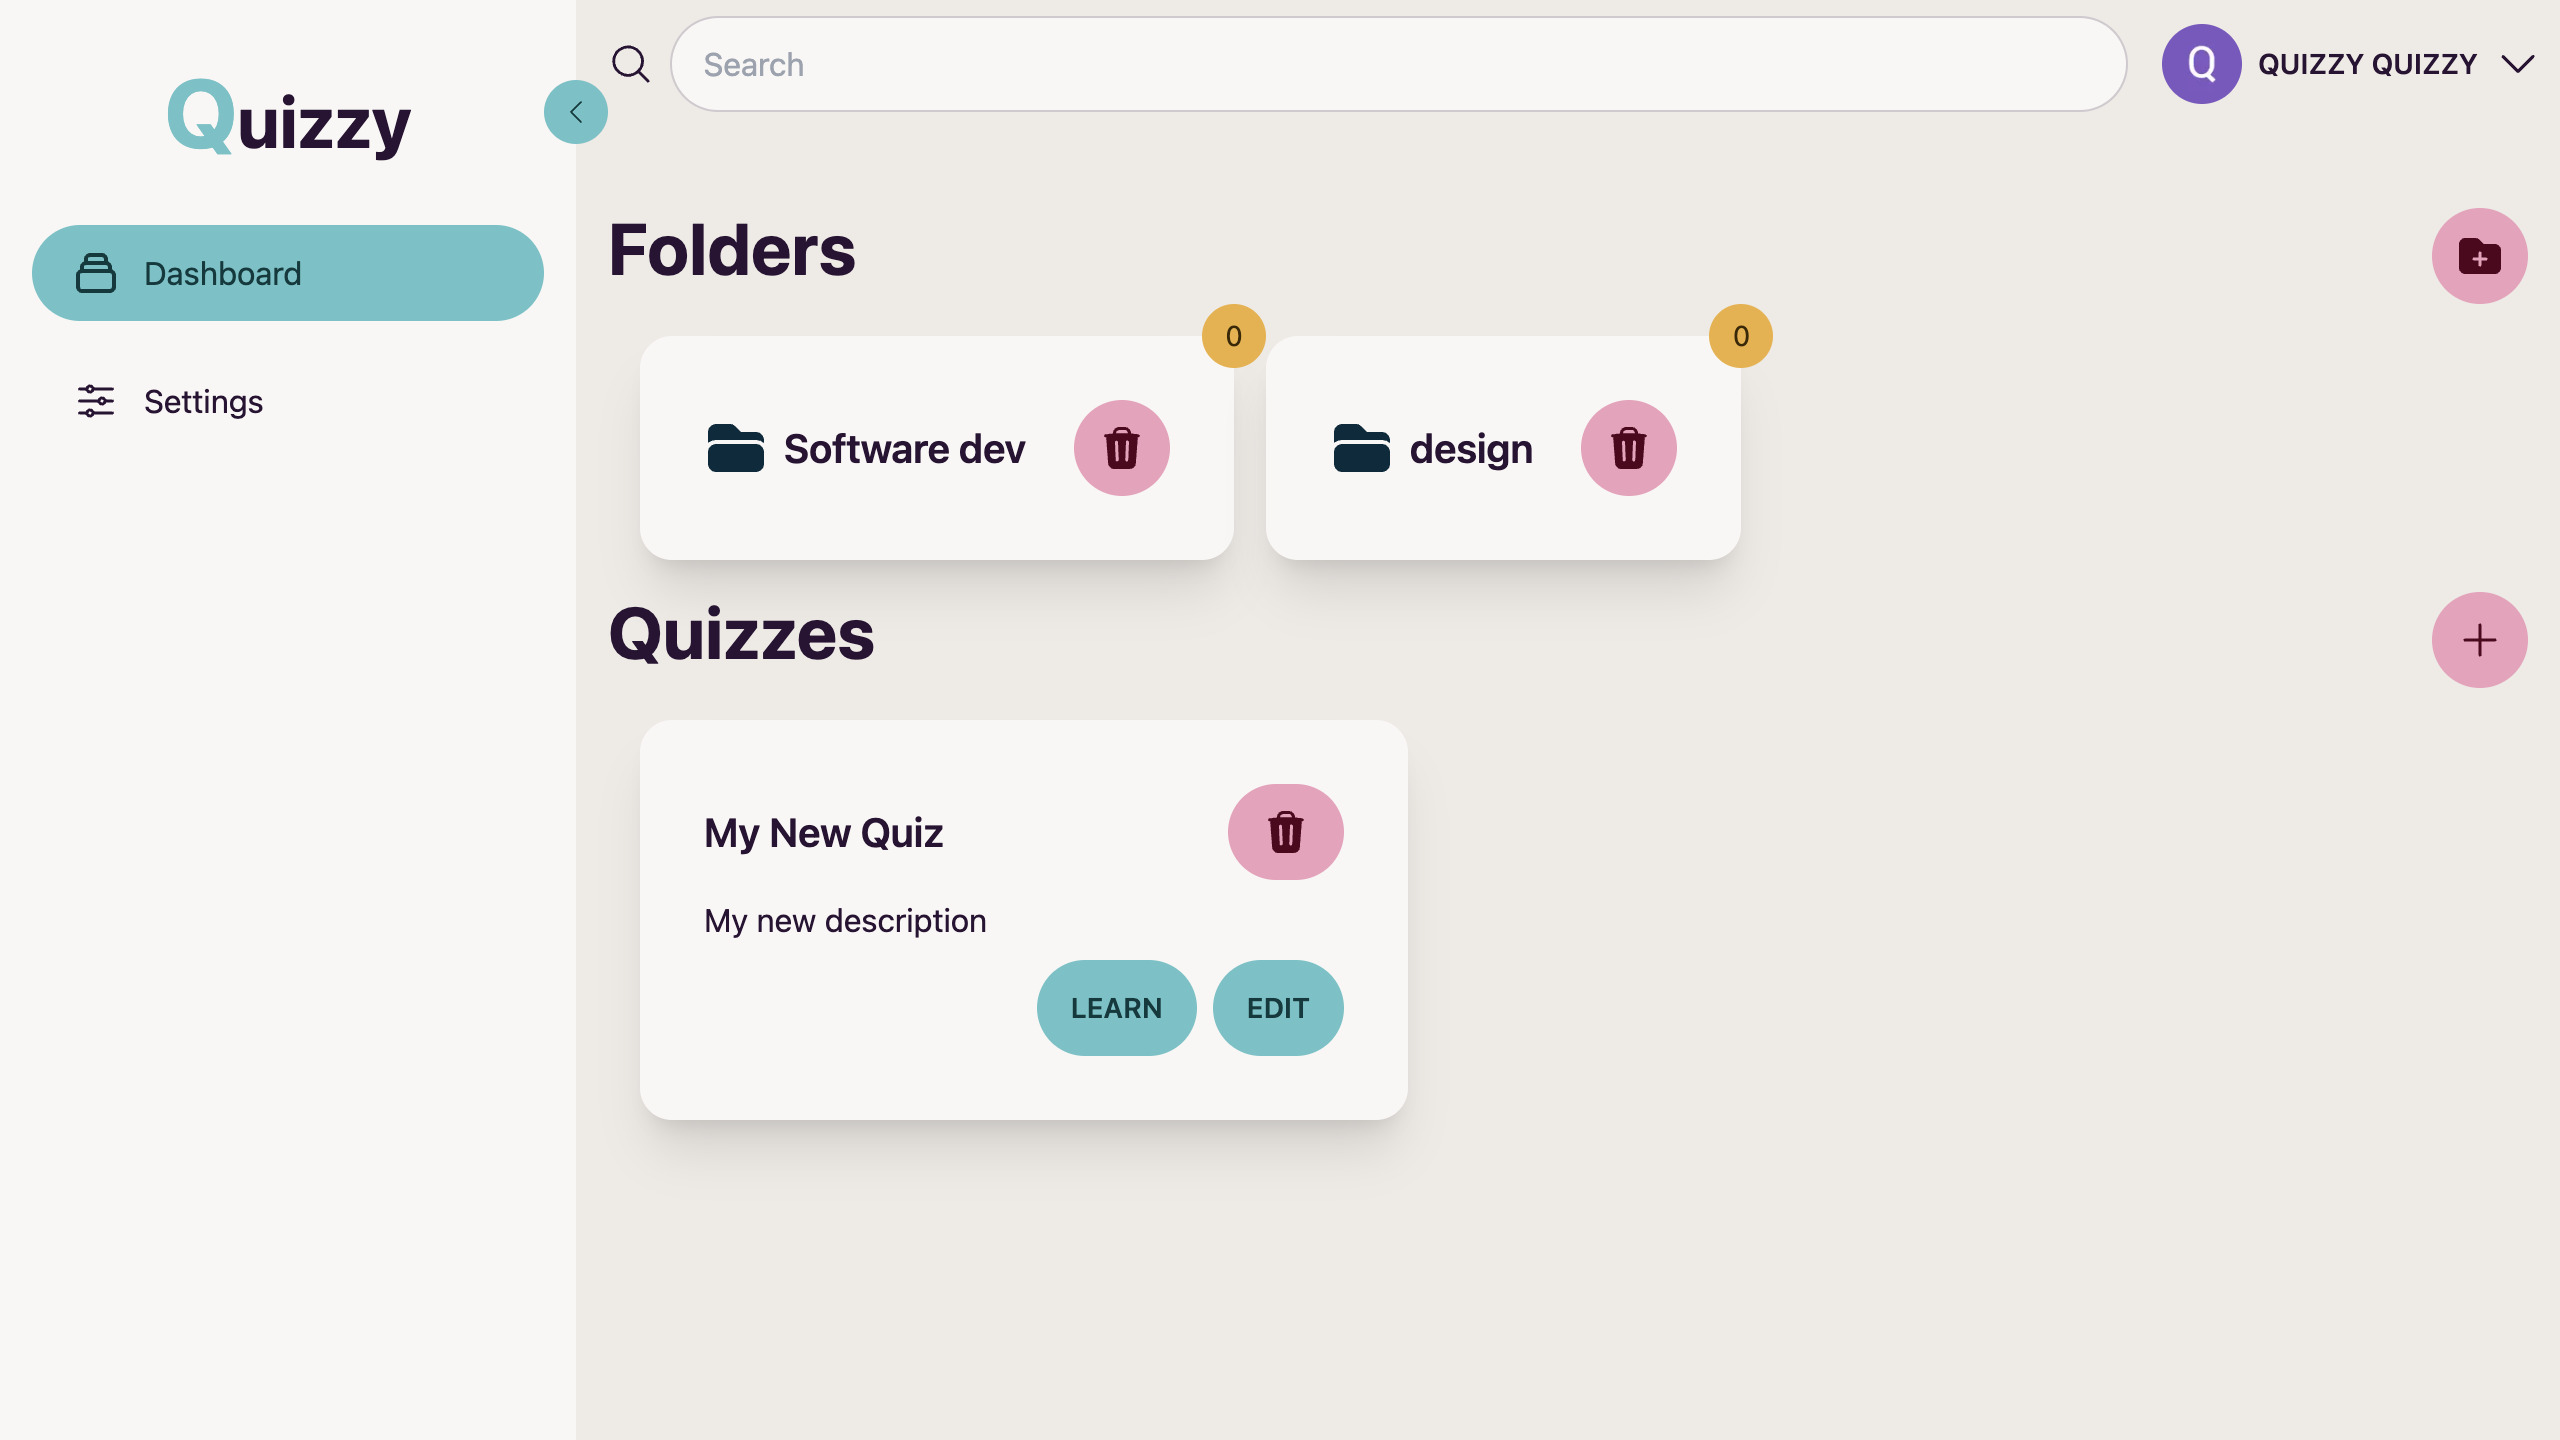 Quizzy
Search
Q
QUIZZY QUIZZY
Dashboard
Settings
Folders
0
0
Software dev
design
Quizzes
My New Quiz
My new description
LEARN
EDIT